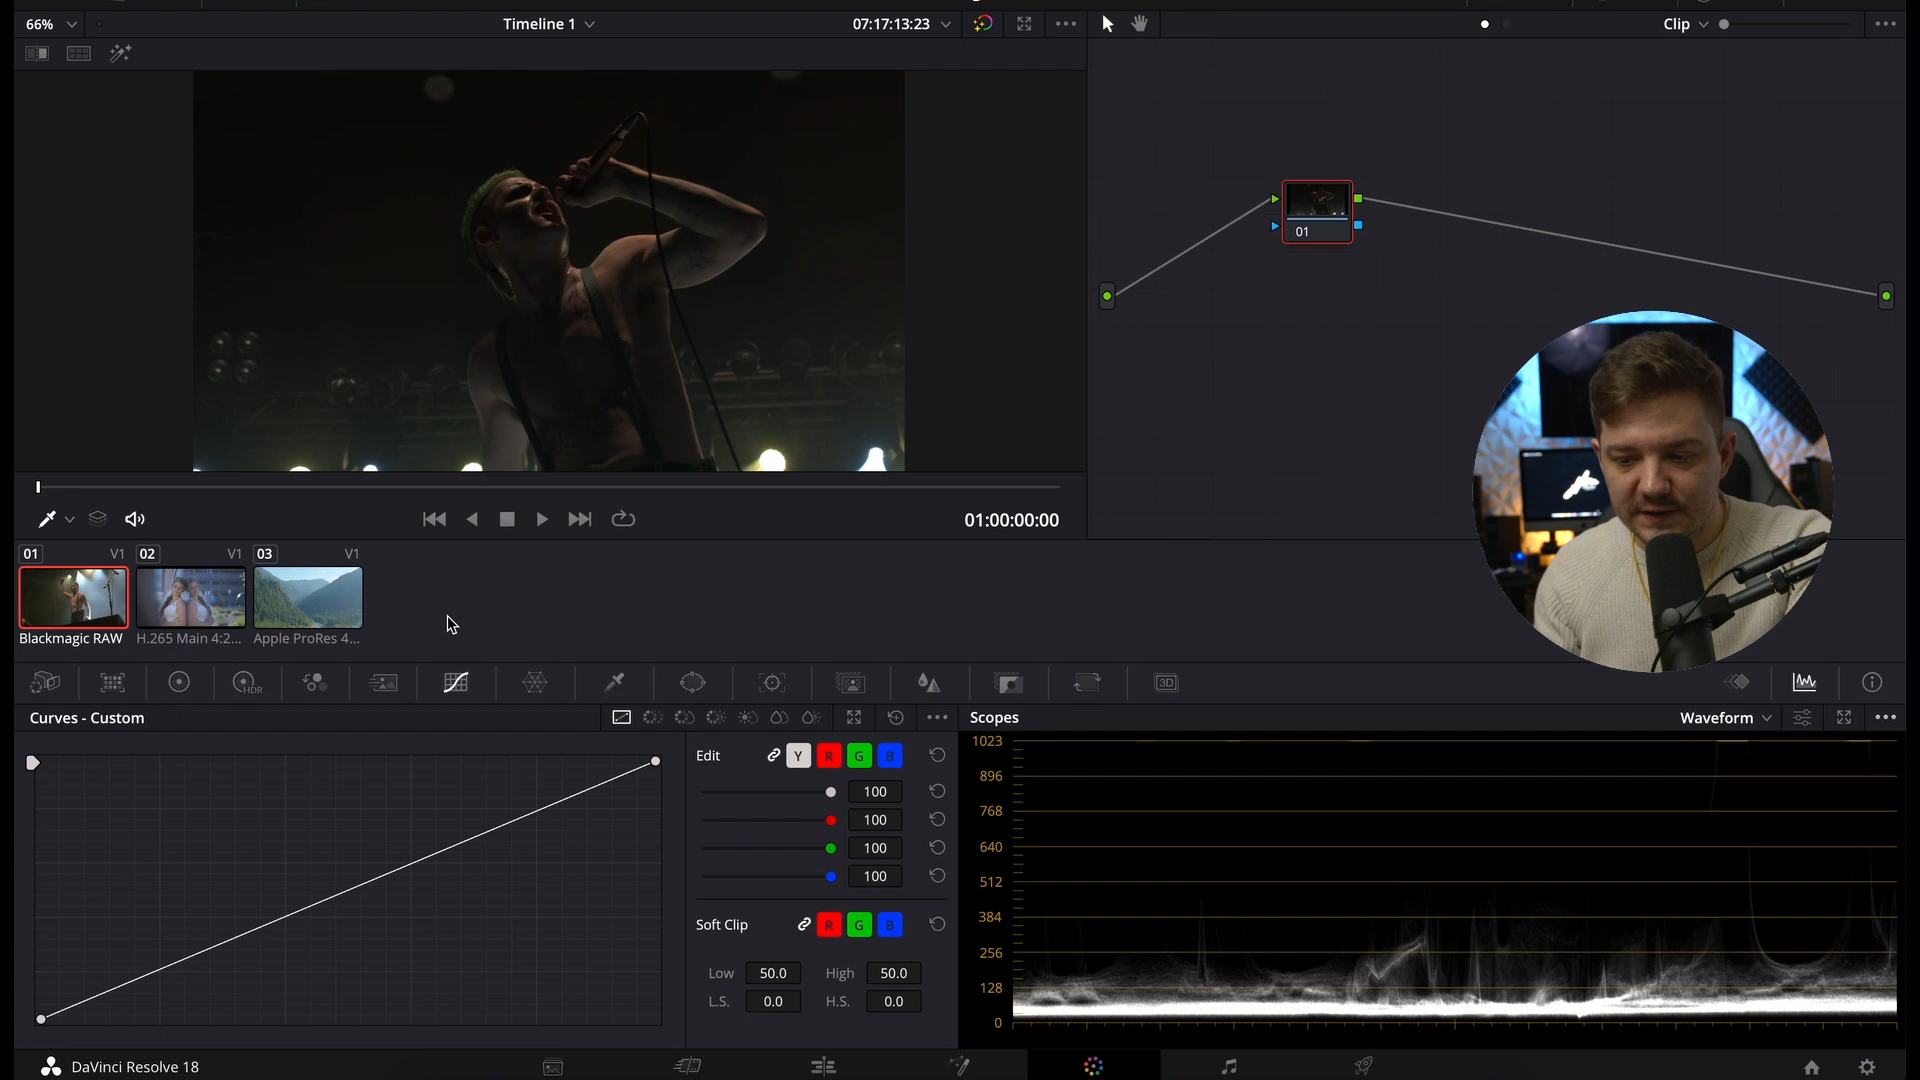 66%
Timeline 1
07:17:13:23
Clip
01
01:00:00:00
01 V1 02 V1 03 V1
Blackmagic RAW H.265 Main 4:2... Apple ProRes 4...
HDR
3D
Curves - Custom
Edit Y R G B
100
100
100
100
Soft Clip R G B
Low 50.0 High 50.0
L.S. 0.0 H.S. 0.0
Scopes
Waveform
1023
896
768
640
512
384
256
128
0
DaVinci Resolve 18